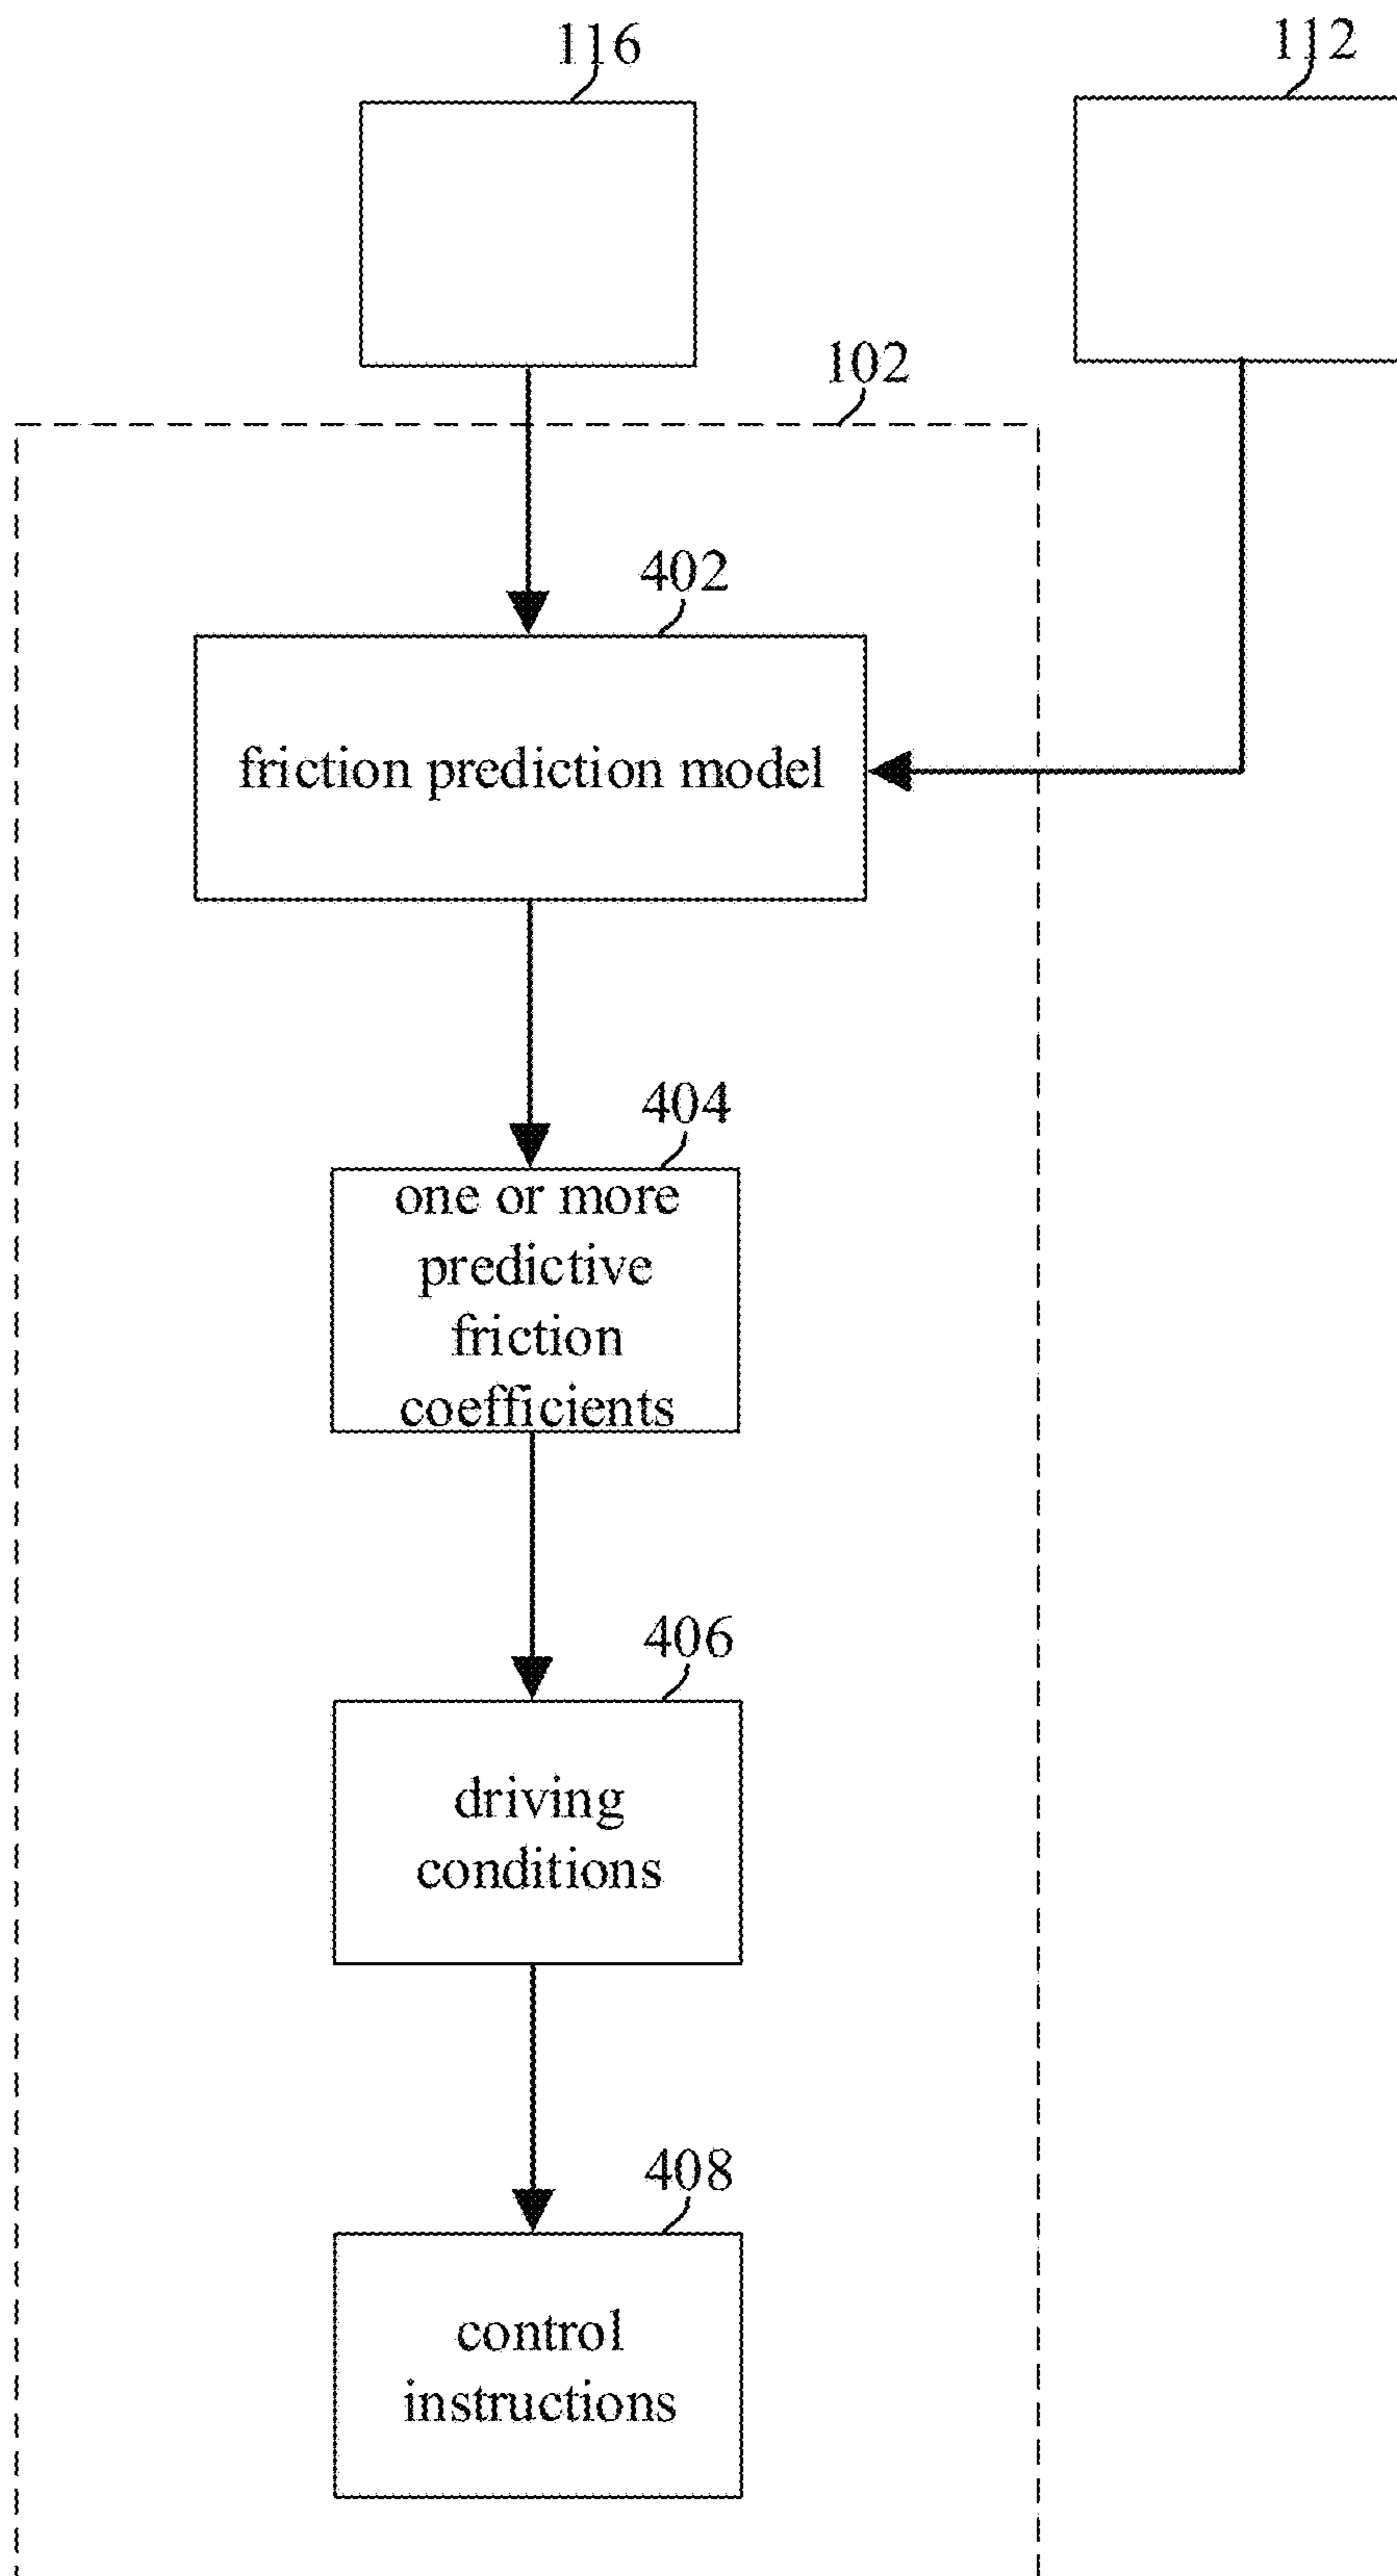 116
112
102
402
friction prediction model
404
one or more
predictive
friction
coefficients
406
driving
conditions
408
control
instructions